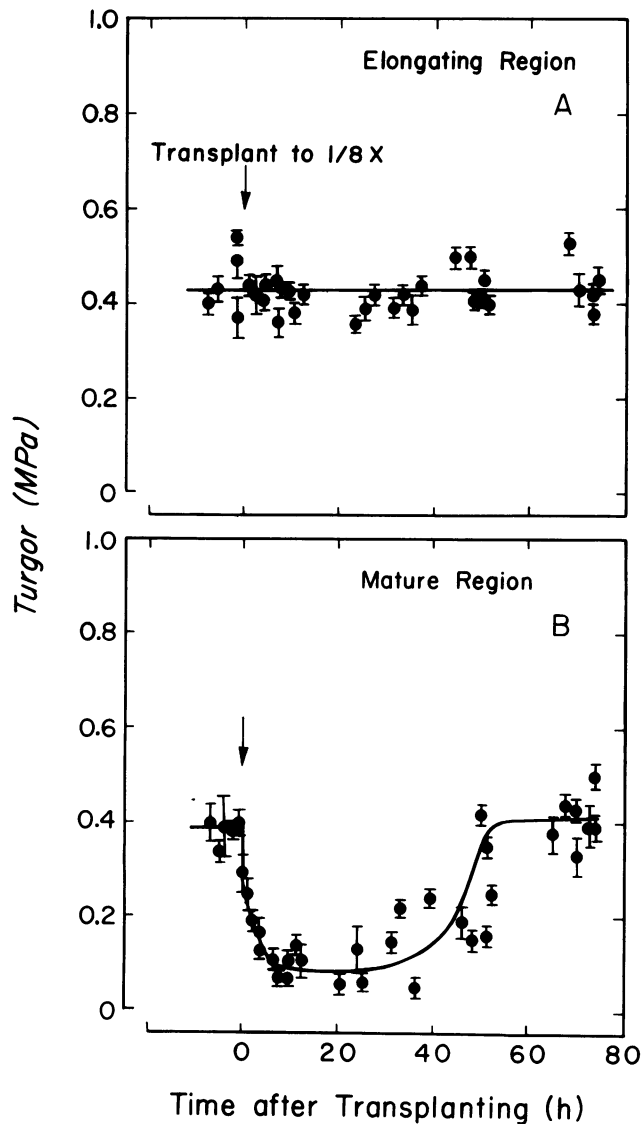 1.0
Elongating Region
A
0.8
Transplant to 1/8 X
0.6
0.4
0.2
0
Turgor (MPa)
1.0
Mature Region
B
0.8
0.6
0.4
0.2
0
0 20 40 60 80
Time after Transplanting (h)